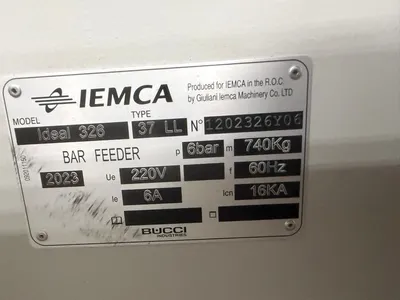 IEMCA
Produced for IEMCA in the R.O.C.
by Giuliani Iemca Machinery Co. LTD
MODEL Ideal 326 TYPE 37 LL N° 1202326Y06
BAR FEEDER p 6bar m 740Kg
2023 Ue 220V f 60Hz
Ie 6A Icn 16KA
BUCCI
INDUSTRIES